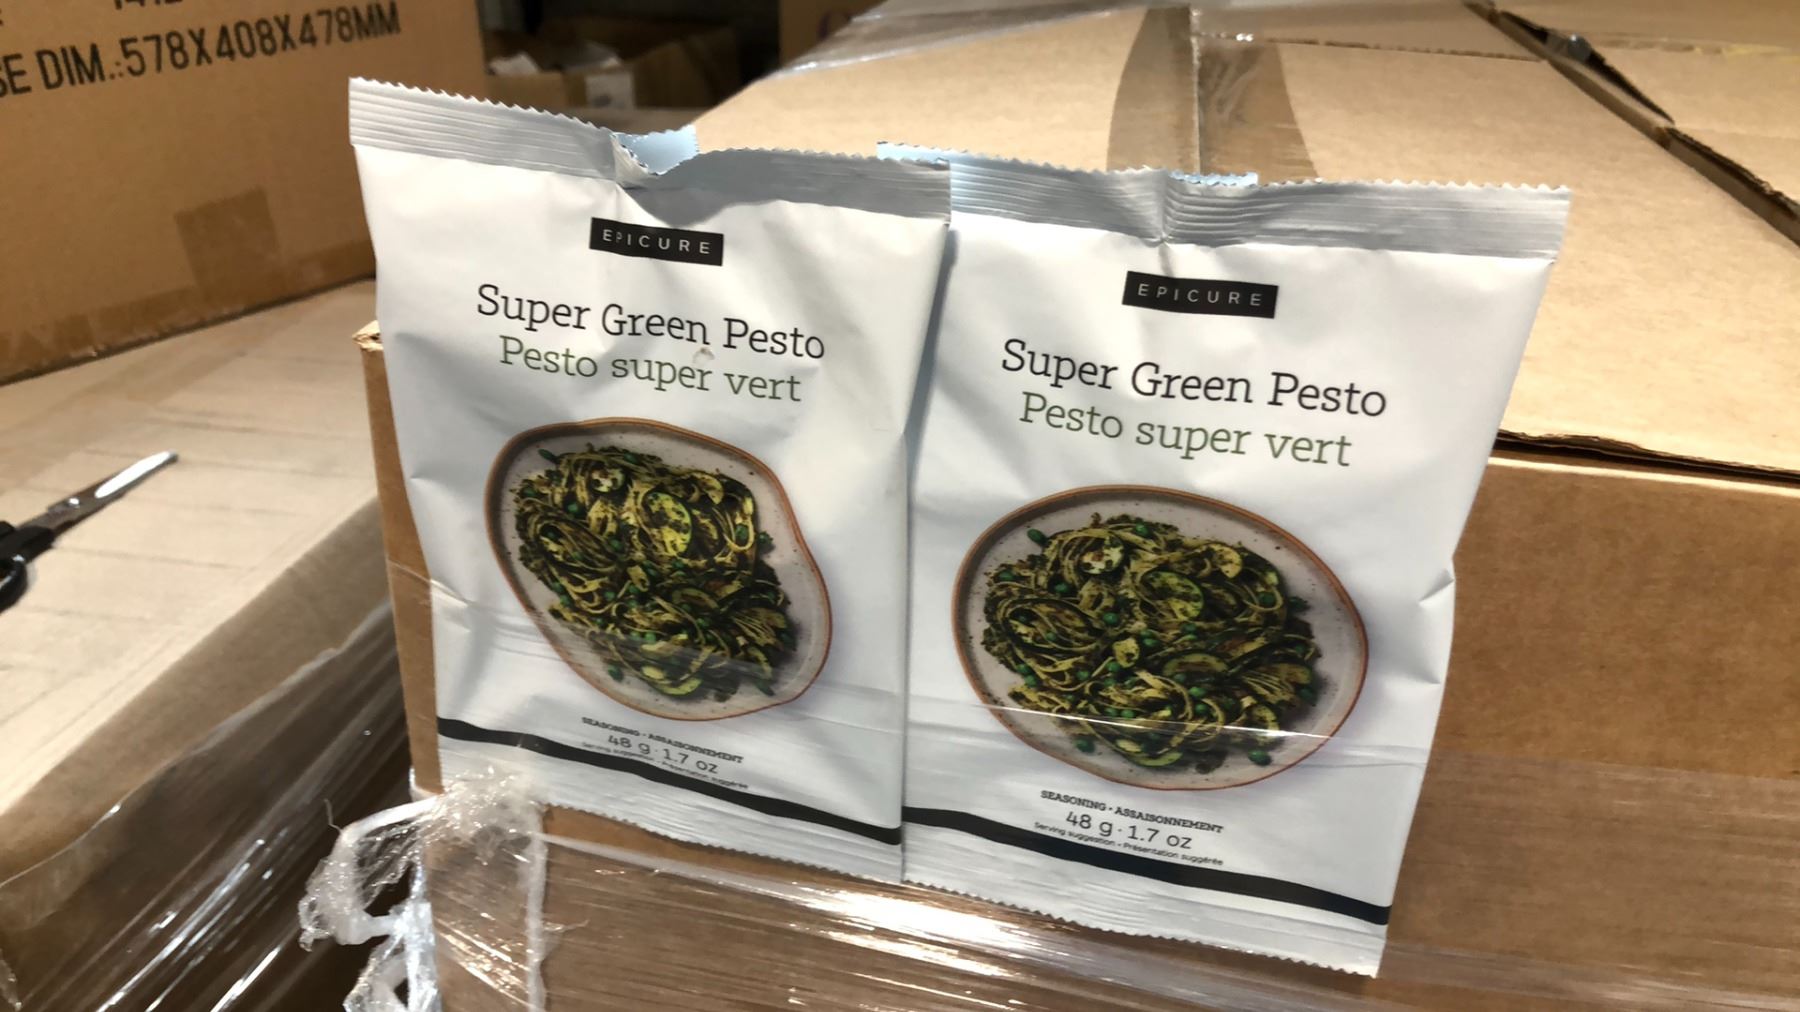 SE DIM.:578X408X478MM
EPICURE
Super Green Pesto
Pesto super vert
SEASONING • ASSAISONNEMENT
48 g · 1.7 oz
Serving suggestion • Présentation suggérée
EPICURE
Super Green Pesto
Pesto super vert
SEASONING • ASSAISONNEMENT
48 g · 1.7 oz
Serving suggestion • Présentation suggérée